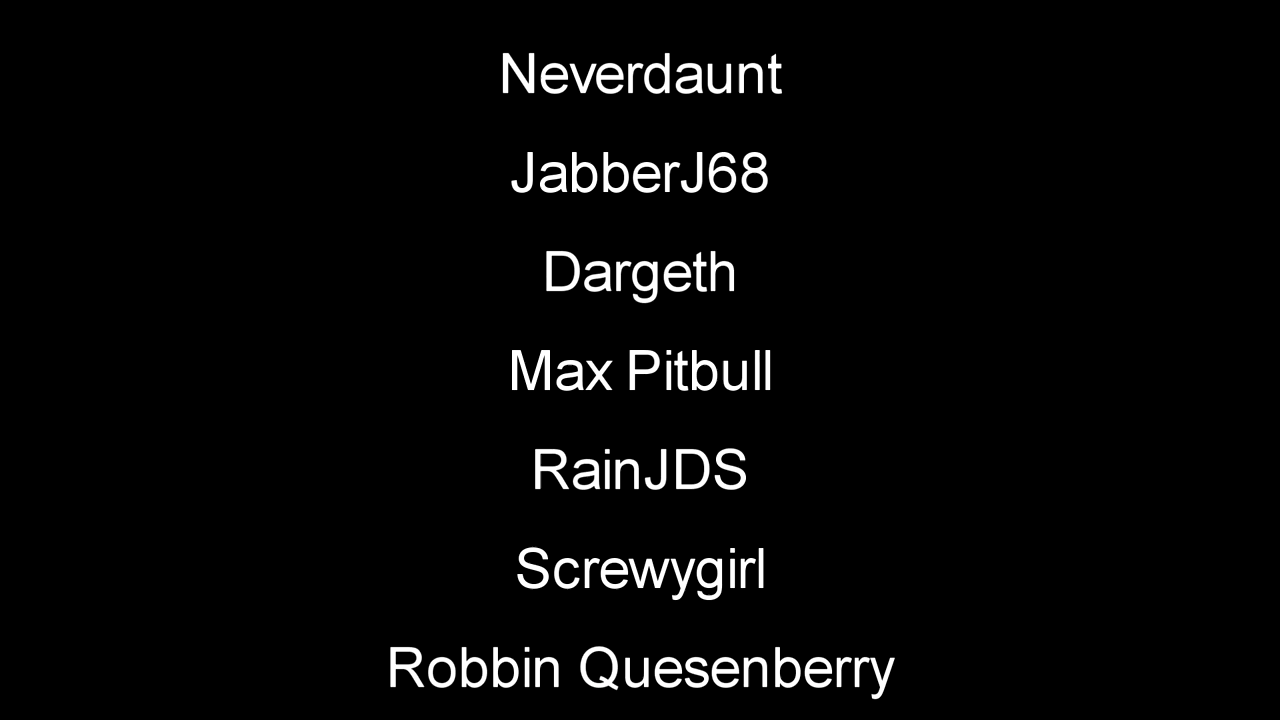 Neverdaunt
JabberJ68
Dargeth
Max Pitbull
RainJDS
Screwygirl
Robbin Quesenberry